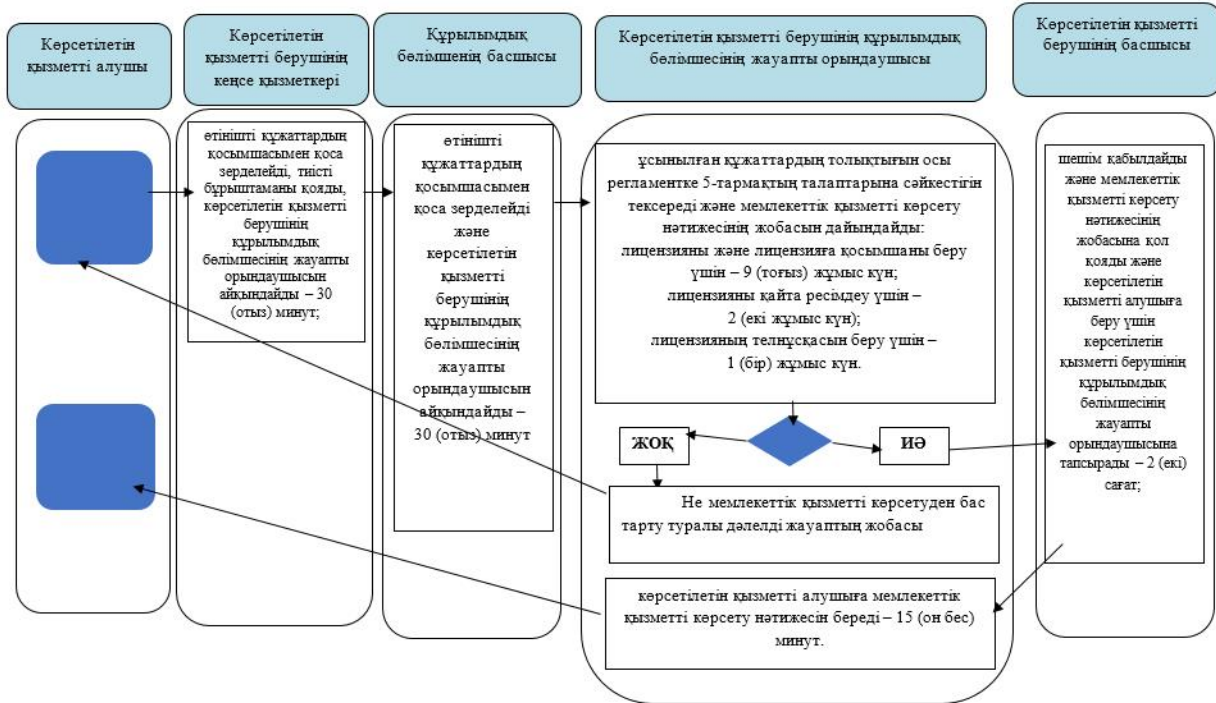 Көрсетілетін
қызметті алушы
Көрсетілетін
қызметті берушінің
кеңсе қызметкері
Құрылымдық
бөлімшенің басшысы
Көрсетілетін қызметті берушінің құрылымдық
бөлімшесінің жауапты орындаушысы
Көрсетілетін қызметті
берушінің басшысы
өтінішті құжаттардың
қосымшасымен қоса
зерделейді, тиісті
бұрыштаманы қояды,
көрсетілетін қызметті
берушінің
құрылымдық
бөлімшесінің жауапты
орындаушысын
айқындайды – 30
(отыз) минут;
өтінішті
құжаттардың
қосымшасымен
қоса зерделейді
және
көрсетілетін
қызметті
берушінің
құрылымдық
бөлімшесінің
жауапты
орындаушысын
айқындайды –
30 (отыз) минут
ұсынылған құжаттардың толықтығын осы
регламентке 5-тармақтың талаптарына сәйкестігін
тексереді және мемлекеттік қызметті көрсету
нәтижесінің жобасын дайындайды:
лицензияны және лицензияға қосымшаны беру
үшін – 9 (тоғыз) жұмыс күн;
лицензияны қайта ресімдеу үшін –
2 (екі жұмыс күн);
лицензияның телнұсқасын беру үшін –
1 (бір) жұмыс күн.
ЖОҚ
ИӘ
Не мемлекеттік қызметті көрсетуден бас
тарту туралы дәлелді жауаптың жобасы
көрсетілетін қызметті алушыға мемлекеттік
қызметті көрсету нәтижесін береді – 15 (он бес)
минут.
шешім қабылдайды
және мемлекеттік
қызметті көрсету
нәтижесінің
жобасына қол
қояды және
көрсетілетін
қызметті алушыға
беру үшін
көрсетілетін
қызметті берушінің
құрылымдық
бөлімшесінің
жауапты
орындаушысына
тапсырады – 2 (екі)
сағат;